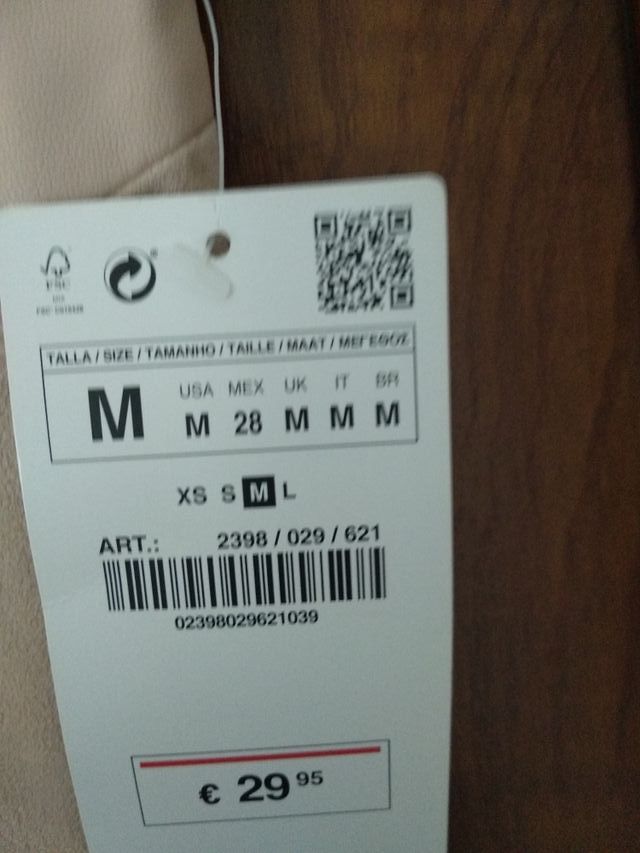 FSC
TALLA / SIZE / TAMANHO / TAILLE / MAAT / ΜΕΓΕΘΟΣ
USA MEX UK IT BR
M M 28 M M M
XS S M L
ART.: 2398 / 029 / 621
02398029621039
€ 29 95